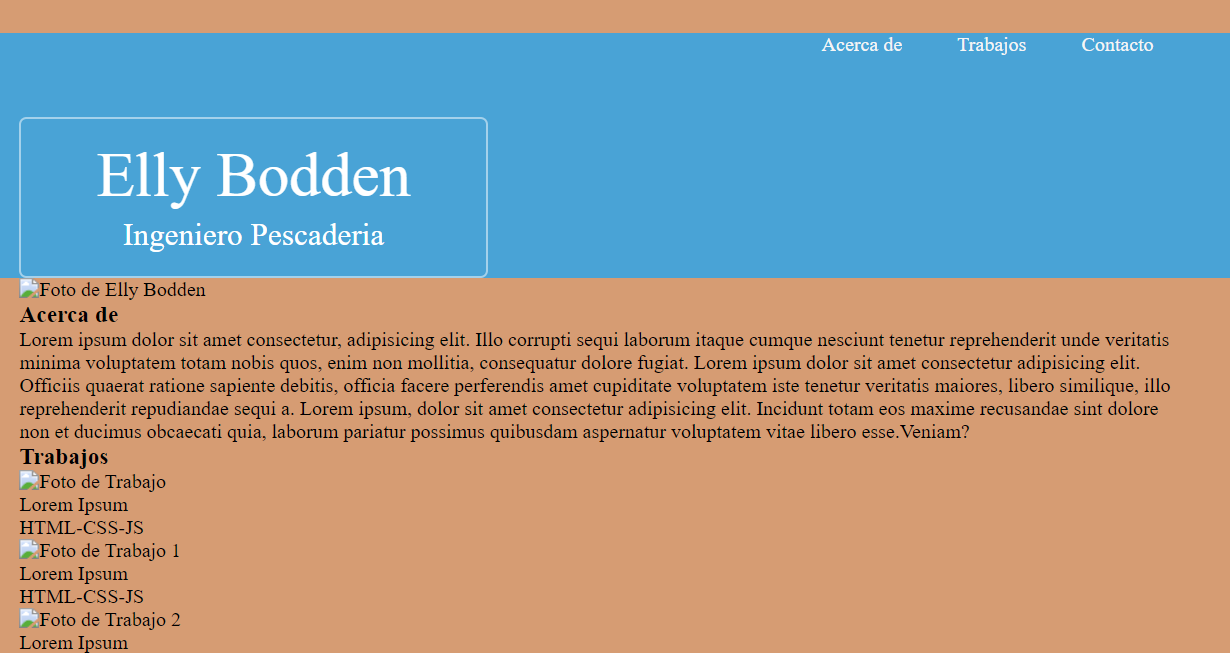 Acerca de Trabajos Contacto
Elly Bodden
Ingeniero Pescaderia
Foto de Elly Bodden
Acerca de
Lorem ipsum dolor sit amet consectetur, adipisicing elit. Illo corrupti sequi laborum itaque cumque nesciunt tenetur reprehenderit unde veritatis
minima voluptatem totam nobis quos, enim non mollitia, consequatur dolore fugiat. Lorem ipsum dolor sit amet consectetur adipisicing elit.
Officiis quaerat ratione sapiente debitis, officia facere perferendis amet cupiditate voluptatem iste tenetur veritatis maiores, libero similique, illo
reprehenderit repudiandae sequi a. Lorem ipsum, dolor sit amet consectetur adipisicing elit. Incidunt totam eos maxime recusandae sint dolore
non et ducimus obcaecati quia, laborum pariatur possimus quibusdam aspernatur voluptatem vitae libero esse.Veniam?
Trabajos
Foto de Trabajo
Lorem Ipsum
HTML-CSS-JS
Foto de Trabajo 1
Lorem Ipsum
HTML-CSS-JS
Foto de Trabajo 2
Lorem Ipsum